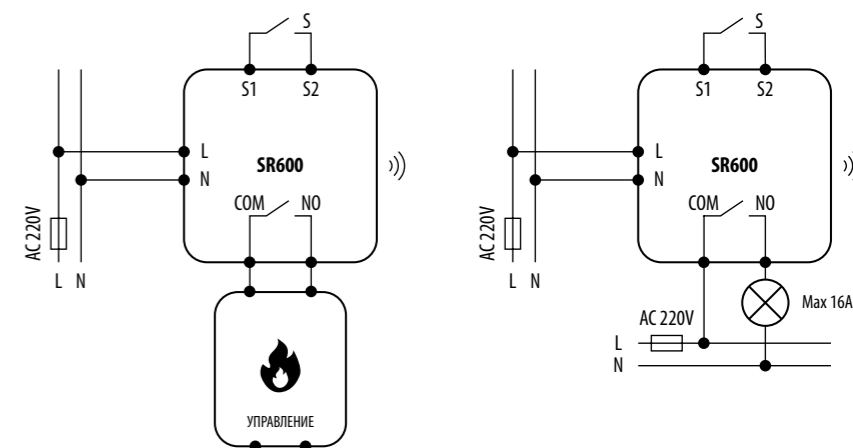 S
S1 S2
L
SR600
N
COM NO
AC 220V
L N
УПРАВЛЕНИЕ
S
S1 S2
L
SR600
N
COM NO
AC 220V
L N
Max 16A
AC 220V
L
N